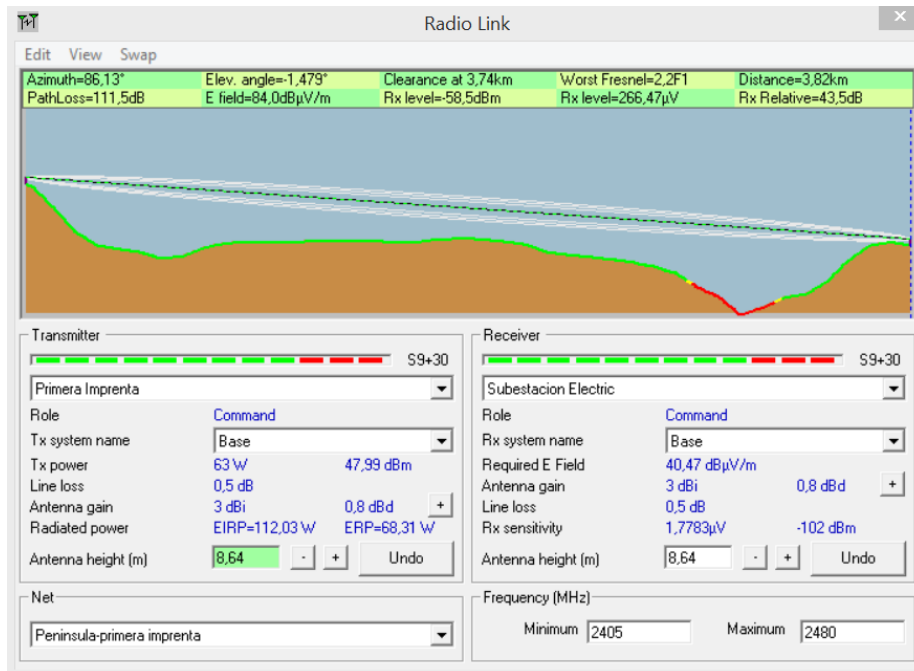 Radio Link
Edit View Swap
Azimuth=86,13° Elev. angle=-1,479° Clearance at 3,74km Worst Fresnel=2,2F1 Distance=3,82km
PathLoss=111,5dB E field=84,0dBµV/m Rx level=-58,5dBm Rx level=266,47µV Rx Relative=43,5dB
Transmitter
S9+30
Primera Imprenta
Role Command
Tx system name Base
Tx power 63 W 47,99 dBm
Line loss 0,5 dB
Antenna gain 3 dBi 0,8 dBd +
Radiated power EIRP=112,03 W ERP=68,31 W
Antenna height (m) 8,64 - + Undo
Receiver
S9+30
Subestacion Electric
Role Command
Rx system name Base
Required E Field 40,47 dBµV/m
Antenna gain 3 dBi 0,8 dBd +
Line loss 0,5 dB
Rx sensitivity 1,7783µV -102 dBm
Antenna height (m) 8,64 - + Undo
Net
Peninsula-primera imprenta
Frequency (MHz)
Minimum 2405 Maximum 2480